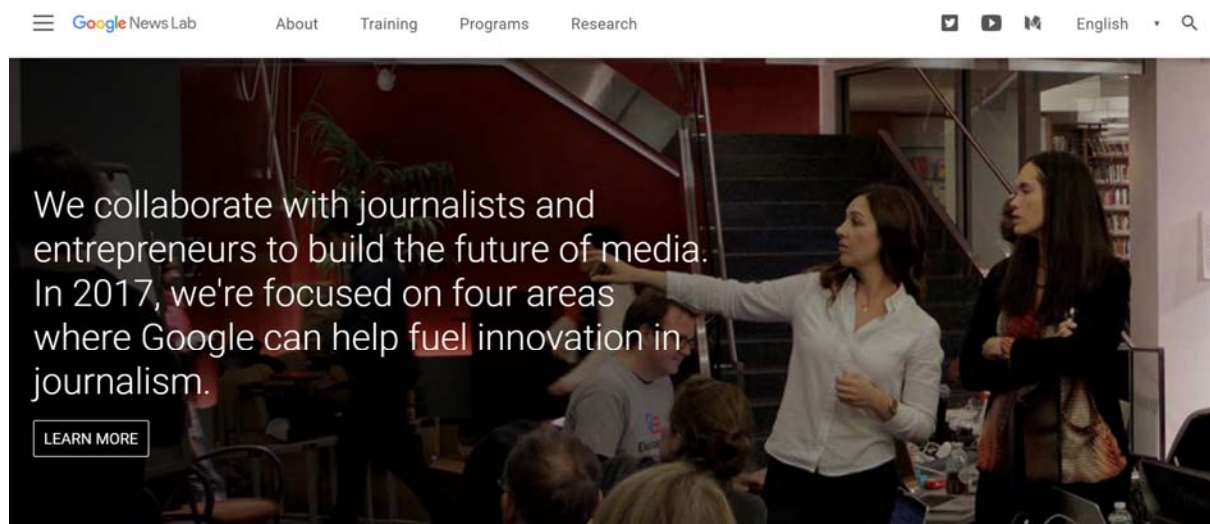 Google News Lab About Training Programs Research English
We collaborate with journalists and
entrepreneurs to build the future of media.
In 2017, we're focused on four areas
where Google can help fuel innovation in
journalism.
LEARN MORE